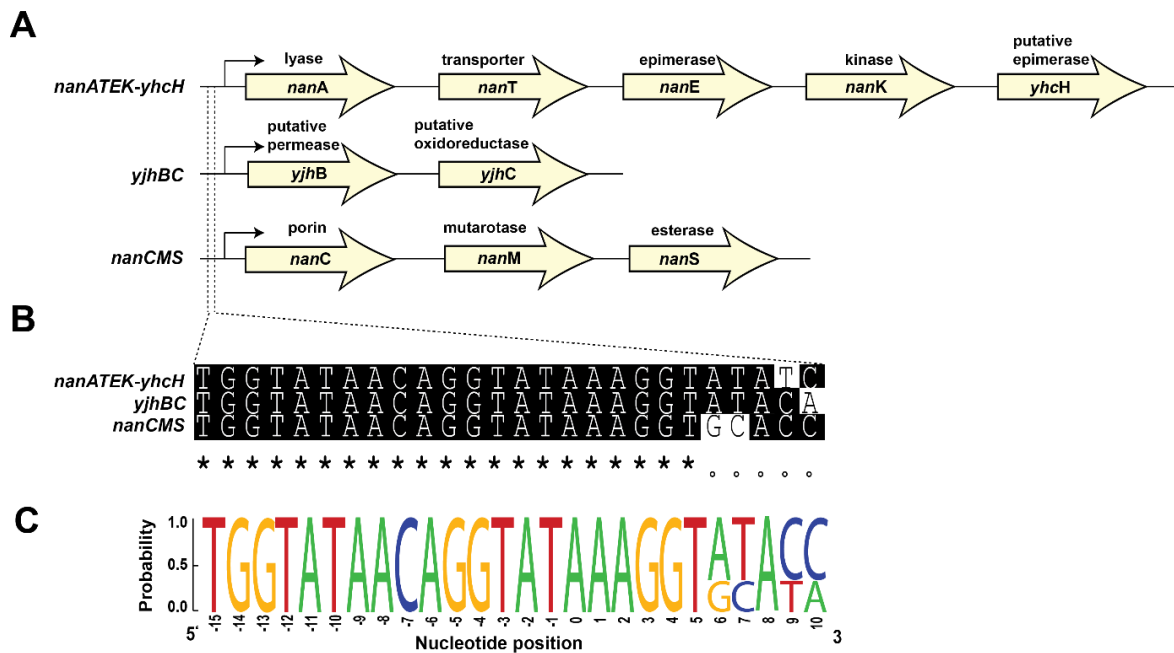 A
lyase transporter epimerase kinase putative epimerase
nanATEK-yhcH nanA nanT nanE nanK yhcH
putative permease putative oxidoreductase
yjhBC yjhB yjhC
porin mutarotase esterase
nanCMS nanC nanM nanS
B
nanATEK-yhcH TGGTATAACAGGTATAAAGGTATATC
yjhBC TGGTATAACAGGTATAAAGGTATACA
nanCMS TGGTATAACAGGTATAAAGGTGCACC
* * * * * * * * * * * * * * * * * * * * * ° ° ° ° °
C
Probability
1.0
0.5
0.0
TGGTATAACAGGTATAAAGGTATACC
GCTA
5' -15 -14 -13 -12 -11 -10 -9 -8 -7 -6 -5 -4 -3 -2 -1 0 1 2 3 5 6 7 8 9 10 3
Nucleotide position